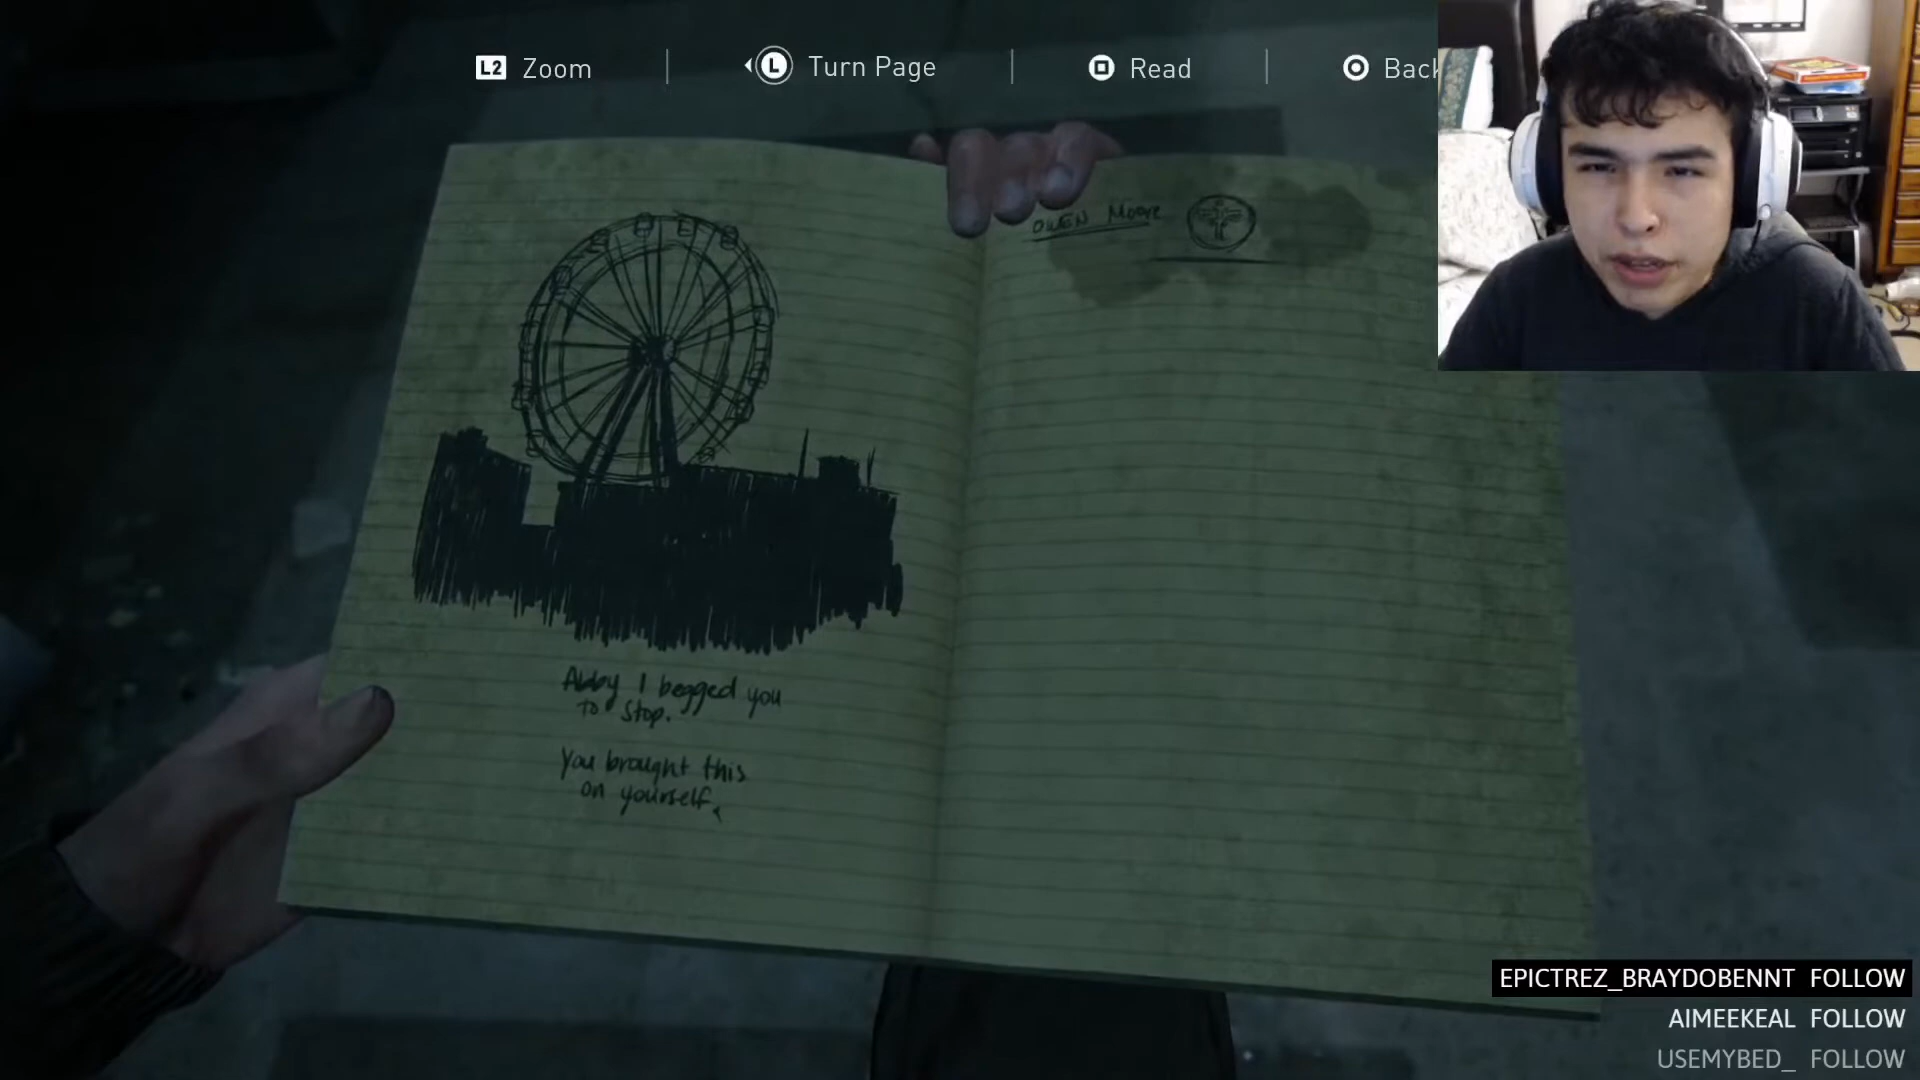 L2 Zoom
L Turn Page
Read
Back
OWEN Moore
Abby I begged you
To Stop.
You brought this
on yourself.
EPICTREZ_BRAYDOBENNT FOLLOW
AIMEEKEAL FOLLOW
USEMYBED_ FOLLOW